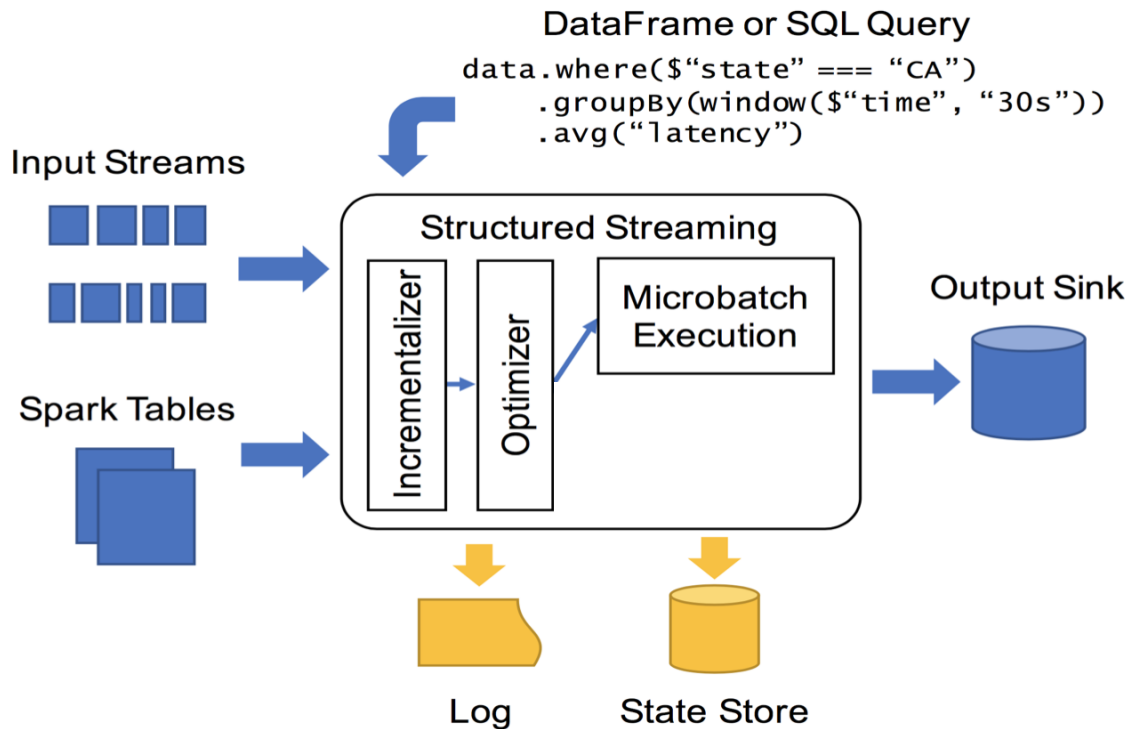 DataFrame or SQL Query
data.where($“state” === “CA”)
.groupBy(window($“time”, “30s”))
.avg(“latency”)
Input Streams
Structured Streaming
Incrementalizer
Optimizer
Microbatch
Execution
Output Sink
Spark Tables
Log
State Store